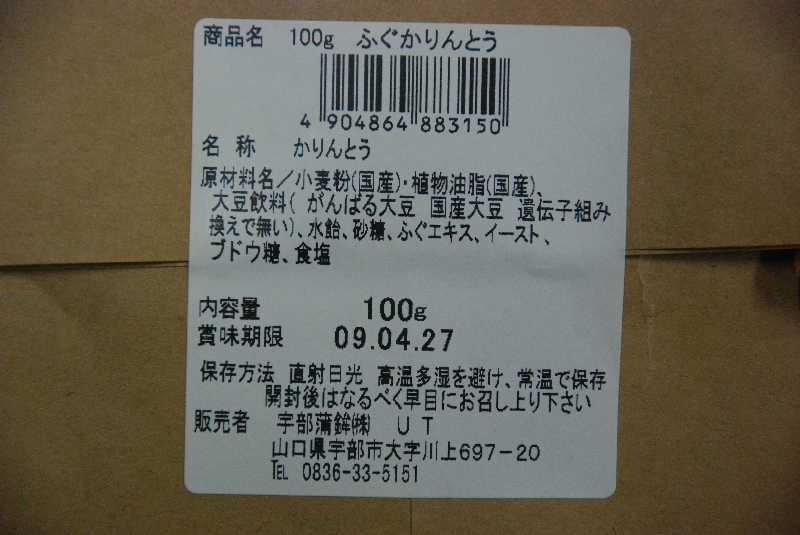 商品名 100g ふぐかりんとう
4 904864 883150
名 称 かりんとう
原材料名／小麦粉(国産)・植物油脂(国産)、
大豆飲料( がんばる大豆 国産大豆 遺伝子組み
換えで無い)、水飴、砂糖、ふぐエキス、イースト、
ブドウ糖、食塩
内容量 100g
賞味期限 09.04.27
保存方法 直射日光 高温多湿を避け、常温で保存
開封後はなるべく早目にお召し上り下さい
販売者 宇部蒲鉾㈱ U T
山口県宇部市大字川上697-20
TEL 0836-33-5151